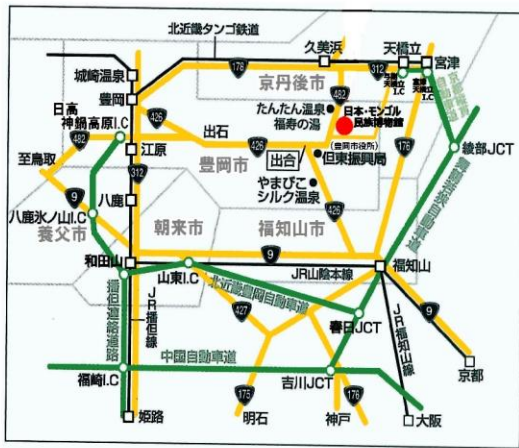 北近畿タンゴ鉄道
久美浜
天橋立
宮津
城崎温泉
178
京丹後市
312
与謝
天橋立
I.C
宮津
天橋立
I.C
豊岡
482
たんたん温泉
福寿の湯
日本・モンゴル
民族博物館
日高
神鍋高原I.C
426
出石
482
江原
豊岡市
426
出合
(豊岡市役所)
但東振興局
176
綾部JCT
至鳥取
312
9
八鹿
やまびこ
シルク温泉
八鹿氷ノ山I.C
養父市
朝来市
福知山市
426
9
和田山
山東I.C
JR山陰本線
福知山
北近畿豊岡自動車道
播但連絡道路
JR播但線
427
春日JCT
JR福知山線
9
中國自動車道
京都
福崎I.C
吉川JCT
175
176
姫路
明石
神戸
大阪